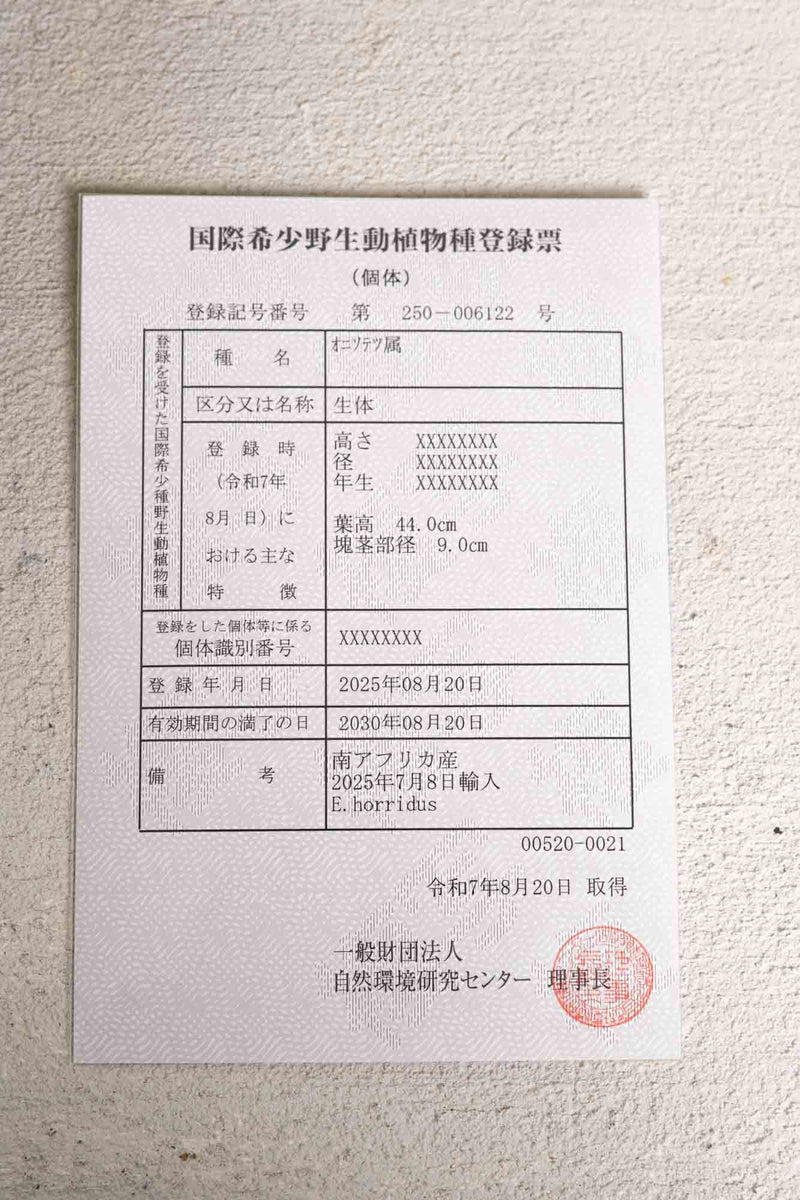 国際希少野生動植物種登録票
（個体）
登録記号番号 第 250－006122 号
登録を受けた国際希少種野生動植物種
種 名 ｵﾆｿﾃﾂ属
区分又は名称 生体
登 録 時
（令和7年
8月 日）に
おける主な
特 徴
高さ XXXXXXXX
径 XXXXXXXX
年生 XXXXXXXX
葉高 44.0cm
塊茎部径 9.0cm
登録をした個体等に係る
個体識別番号 XXXXXXXX
登 録 年 月 日 2025年08月20日
有効期間の満了の日 2030年08月20日
備 考
南アフリカ産
2025年7月8日輸入
E.horridus
00520-0021
令和7年8月20日 取得
一般財団法人
自然環境研究センター 理事長